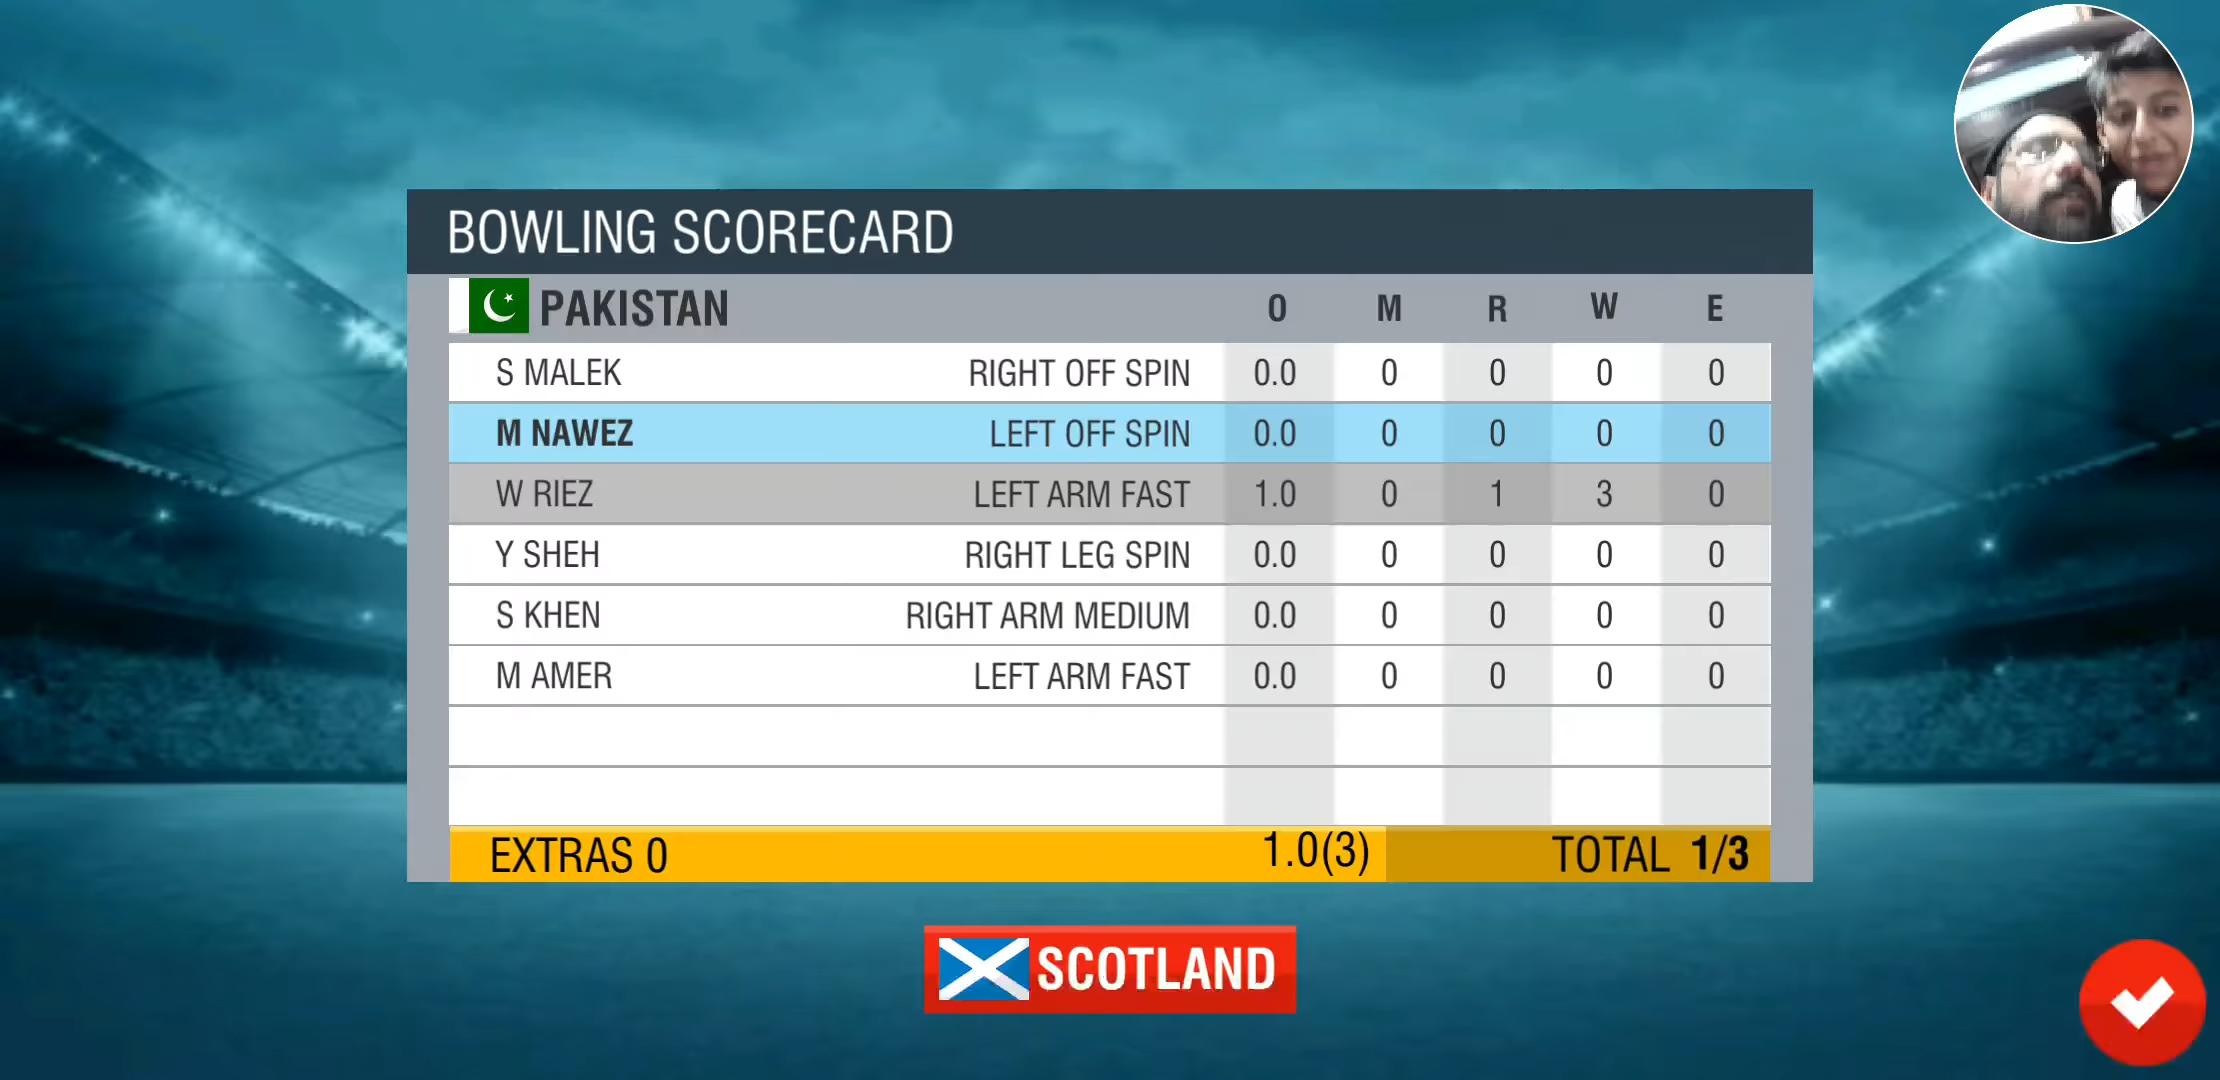 BOWLING SCORECARD
PAKISTAN O M R W E
S MALEK RIGHT OFF SPIN 0.0 0 0 0 0
M NAWEZ LEFT OFF SPIN 0.0 0 0 0 0
W RIEZ LEFT ARM FAST 1.0 0 1 3 0
Y SHEH RIGHT LEG SPIN 0.0 0 0 0 0
S KHEN RIGHT ARM MEDIUM 0.0 0 0 0 0
M AMER LEFT ARM FAST 0.0 0 0 0 0
EXTRAS 0 1.0(3) TOTAL 1/3
SCOTLAND